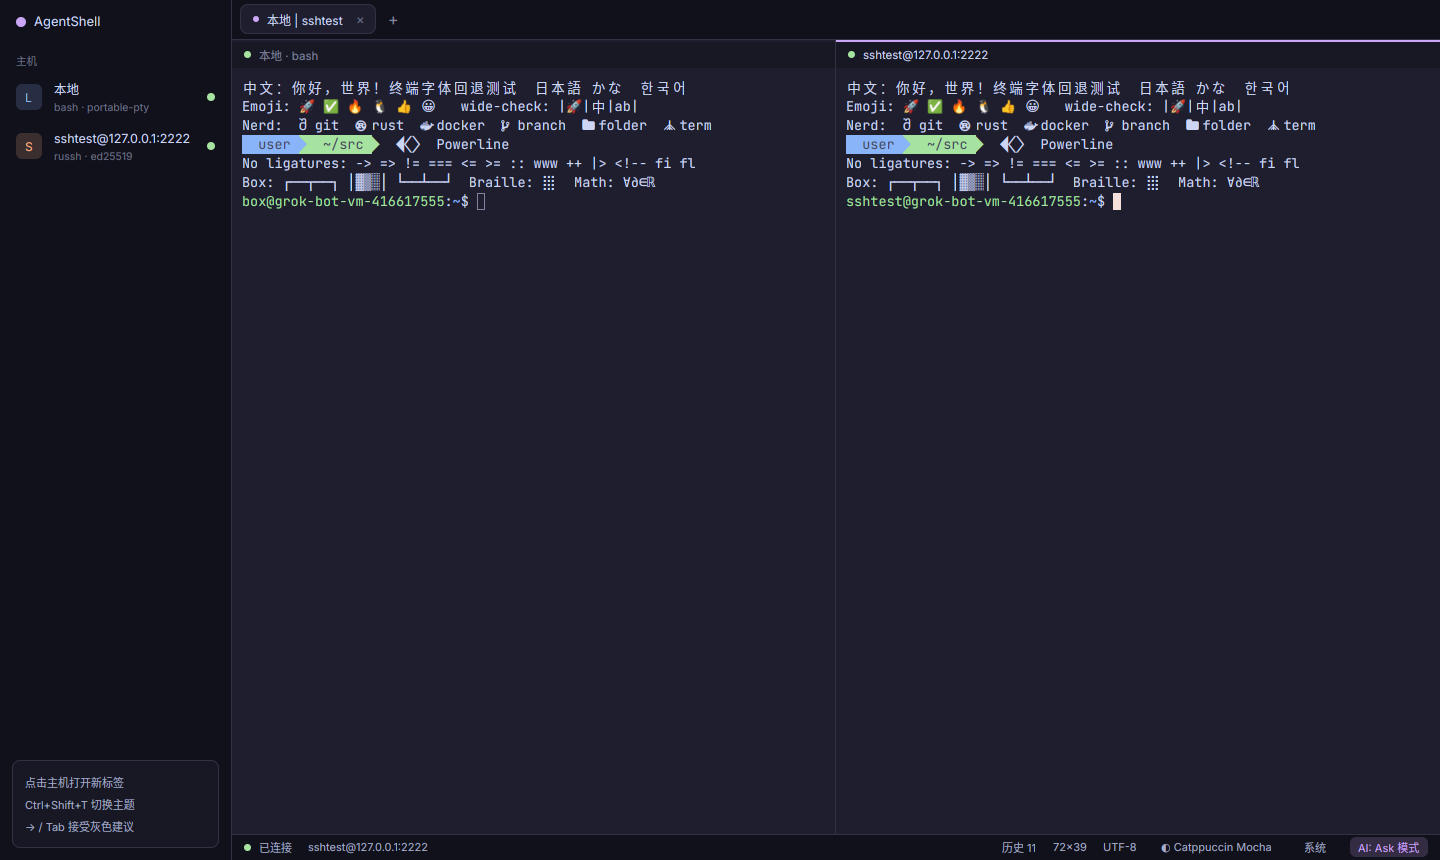 AgentShell
主机
L
本地
bash · portable-pty
S
sshtest@127.0.0.1:2222
russh · ed25519
点击主机打开新标签
Ctrl+Shift+T 切换主题
→ / Tab 接受灰色建议
本地 | sshtest ×
+
本地 · bash
中文: 你好，世界！终端字体回退测试 日本語 かな 한국어
Emoji: 🚀 ✅ 🔥 🐧 👍 😀 wide-check: |🚀|中|ab|
Nerd: git rust docker branch folder term
user ~/src Powerline
No ligatures: -> => != === <= >= :: www ++ |> <!-- fi fl
Box: ┌──┬──┐ │▓▒░│ └──┴──┘ Braille: ⣿ Math: ∀∂∈ℝ
box@grok-bot-vm-416617555:~$
sshtest@127.0.0.1:2222
中文: 你好，世界！终端字体回退测试 日本語 かな 한국어
Emoji: 🚀 ✅ 🔥 🐧 👍 😀 wide-check: |🚀|中|ab|
Nerd: git rust docker branch folder term
user ~/src Powerline
No ligatures: -> => != === <= >= :: www ++ |> <!-- fi fl
Box: ┌──┬──┐ │▓▒░│ └──┴──┘ Braille: ⣿ Math: ∀∂∈ℝ
sshtest@grok-bot-vm-416617555:~$
已连接 sshtest@127.0.0.1:2222 历史 11 72×39 UTF-8 ◐ Catppuccin Mocha 系统 AI: Ask 模式